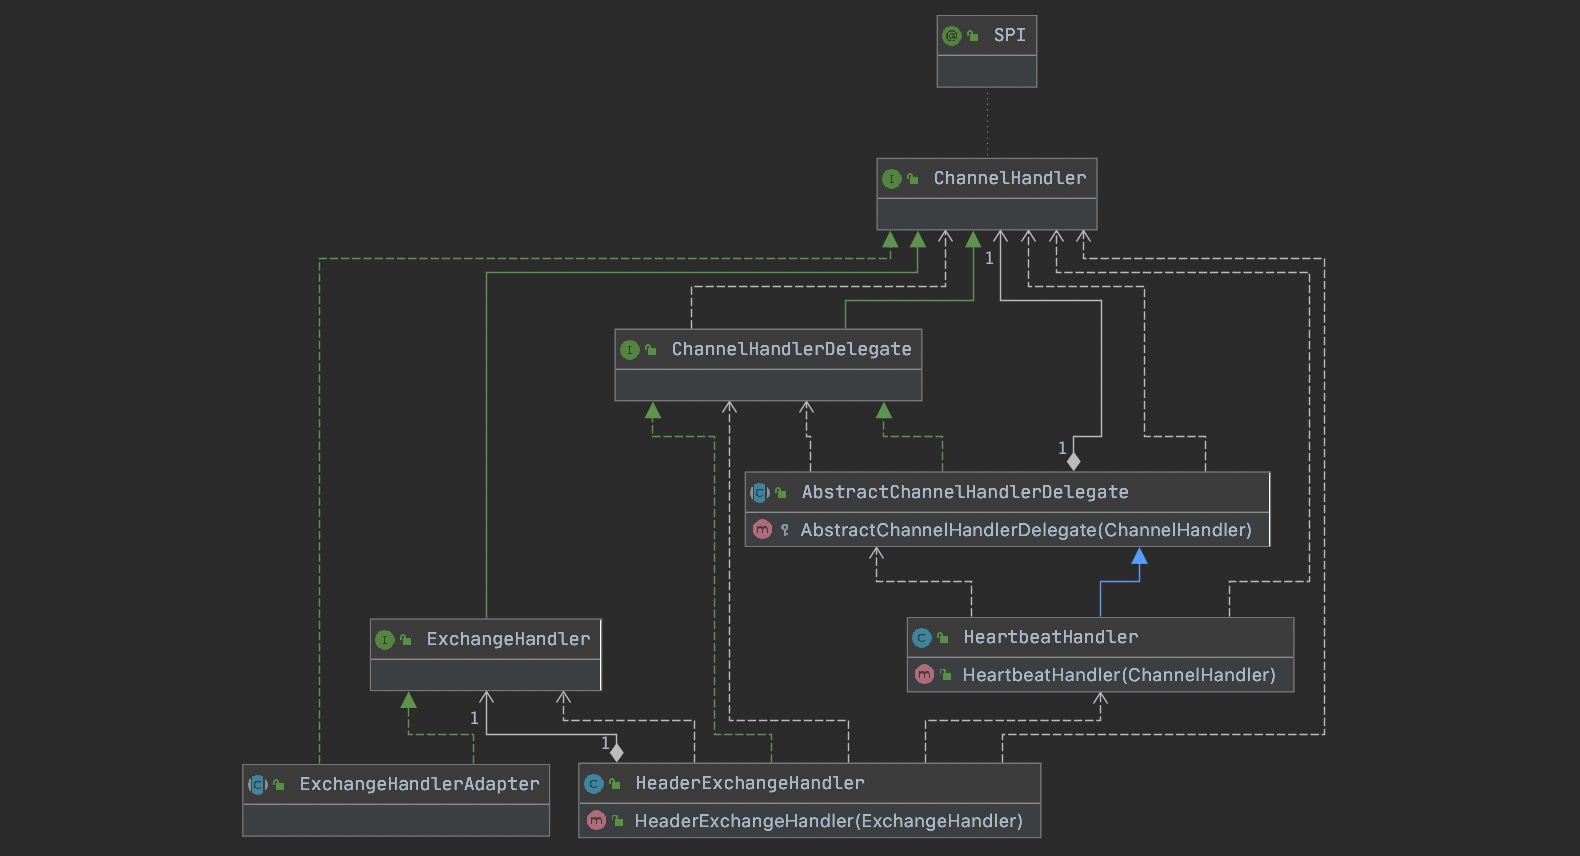 SPI
ChannelHandler
1
ChannelHandlerDelegate
1
AbstractChannelHandlerDelegate
AbstractChannelHandlerDelegate(ChannelHandler)
ExchangeHandler
HeartbeatHandler
HeartbeatHandler(ChannelHandler)
1
1
ExchangeHandlerAdapter
HeaderExchangeHandler
HeaderExchangeHandler(ExchangeHandler)